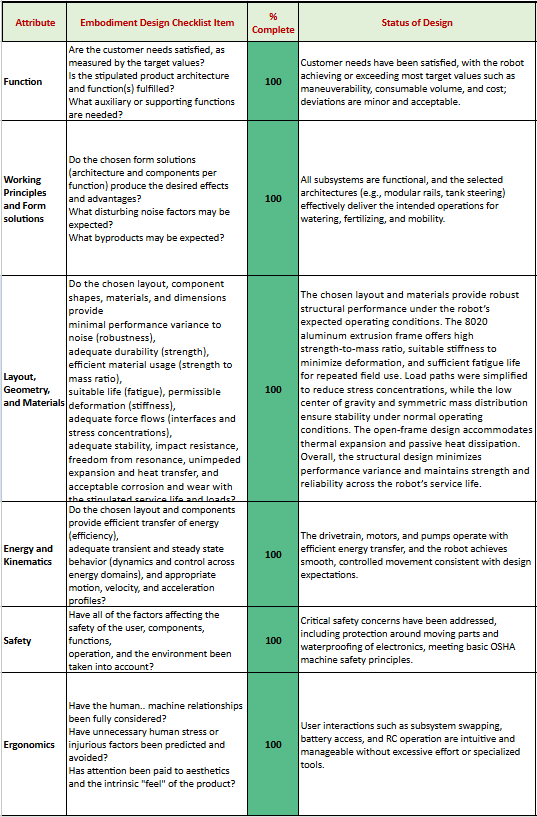 Attribute
Embodiment Design Checklist Item
%
Complete
Status of Design
Function
Are the customer needs satisfied, as
measured by the target values?
Is the stipulated product architecture
and function(s) fulfilled?
What auxiliary or supporting functions
are needed?
100
Customer needs have been satisfied, with the robot
achieving or exceeding most target values such as
maneuverability, consumable volume, and cost;
deviations are minor and acceptable.
Working
Principles
and Form
solutions
Do the chosen form solutions
(architecture and components per
function) produce the desired effects
and advantages?
What disturbing noise factors may be
expected?
What byproducts may be expected?
100
All subsystems are functional, and the selected
architectures (e.g., modular rails, tank steering)
effectively deliver the intended operations for
watering, fertilizing, and mobility.
Layout,
Geometry,
and Materials
Do the chosen layout, component
shapes, materials, and dimensions
provide
minimal performance variance to
noise (robustness),
adequate durability (strength),
efficient material usage (strength to
mass ratio),
suitable life (fatigue), permissible
deformation (stiffness),
adequate force flows (interfaces and
stress concentrations),
adequate stability, impact resistance,
freedom from resonance, unimpeded
expansion and heat transfer, and
acceptable corrosion and wear with
the stipulated service life and loads?
100
The chosen layout and materials provide robust
structural performance under the robot's
expected operating conditions. The 8020
aluminum extrusion frame offers high
strength-to-mass ratio, suitable stiffness to
minimize deformation, and sufficient fatigue life
for repeated field use. Load paths were simplified
to reduce stress concentrations, while the low
center of gravity and symmetric mass distribution
ensure stability under normal operating
conditions. The open-frame design accommodates
thermal expansion and passive heat dissipation.
Overall, the structural design minimizes
performance variance and maintains strength and
reliability across the robot's service life.
Energy and
Kinematics
Do the chosen layout and components
provide efficient transfer of energy
(efficiency),
adequate transient and steady state
behavior (dynamics and control across
energy domains), and appropriate
motion, velocity, and acceleration
profiles?
100
The drivetrain, motors, and pumps operate with
efficient energy transfer, and the robot achieves
smooth, controlled movement consistent with design
expectations.
Safety
Have all of the factors affecting the
safety of the user, components,
functions,
operation, and the environment been
taken into account?
100
Critical safety concerns have been addressed,
including protection around moving parts and
waterproofing of electronics, meeting basic OSHA
machine safety principles.
Ergonomics
Have the human.. machine relationships
been fully considered?
Have unnecessary human stress or
injurious factors been predicted and
avoided?
Has attention been paid to aesthetics
and the intrinsic "feel" of the product?
100
User interactions such as subsystem swapping,
battery access, and RC operation are intuitive and
manageable without excessive effort or specialized
tools.